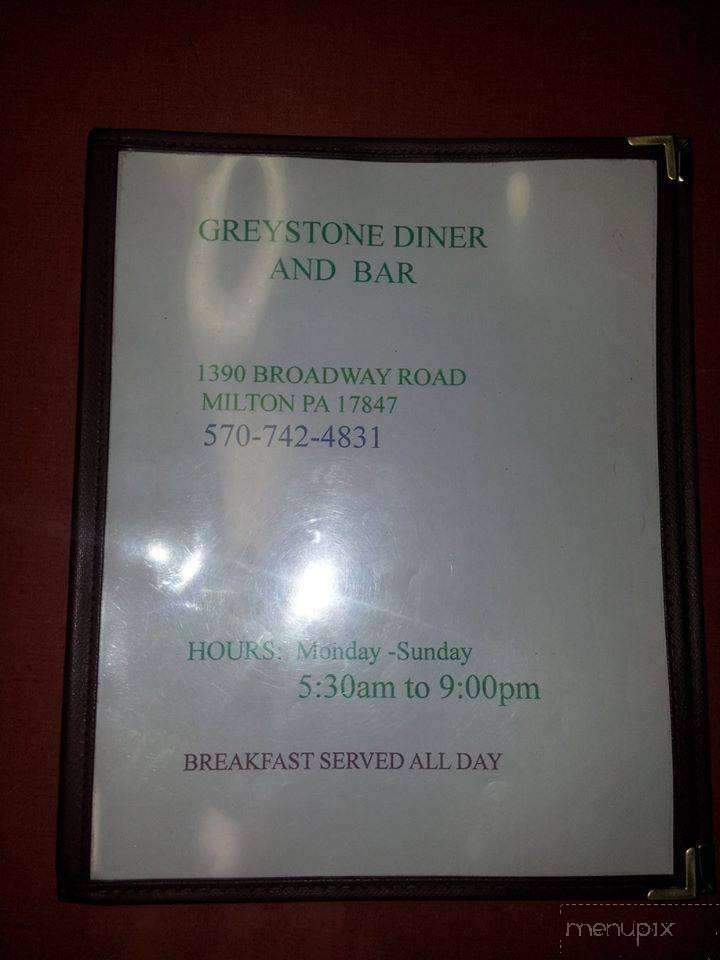 GREYSTONE DINER
AND BAR
1390 BROADWAY ROAD
MILTON PA 17847
570-742-4831
HOURS: Monday -Sunday
5:30am to 9:00pm
BREAKFAST SERVED ALL DAY
menupix